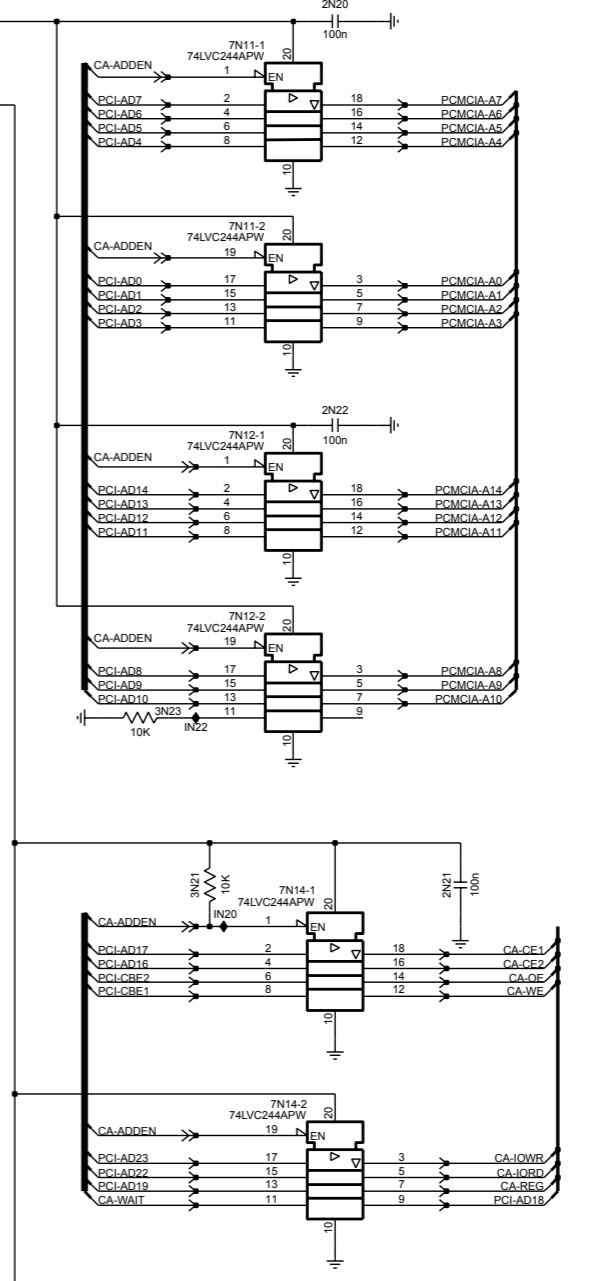 2N20
100n
7N11-1
74LVC244APW
20
CA-ADDEN
1
EN
PCI-AD7 2 18 PCMCIA-A7
PCI-AD6 4 16 PCMCIA-A6
PCI-AD5 6 14 PCMCIA-A5
PCI-AD4 8 12 PCMCIA-A4
10
7N11-2
74LVC244APW
20
CA-ADDEN
19
EN
PCI-AD0 17 3 PCMCIA-A0
PCI-AD1 15 5 PCMCIA-A1
PCI-AD2 13 7 PCMCIA-A2
PCI-AD3 11 9 PCMCIA-A3
10
2N22
100n
7N12-1
74LVC244APW
20
CA-ADDEN
1
EN
PCI-AD14 2 18 PCMCIA-A14
PCI-AD13 4 16 PCMCIA-A13
PCI-AD12 6 14 PCMCIA-A12
PCI-AD11 8 12 PCMCIA-A11
10
7N12-2
74LVC244APW
20
CA-ADDEN
19
EN
PCI-AD8 17 3 PCMCIA-A8
PCI-AD9 15 5 PCMCIA-A9
PCI-AD10 13 7 PCMCIA-A10
3N23 11 9
10K
IN22
10
3N21
10K
2N21
100n
7N14-1
74LVC244APW
20
CA-ADDEN
IN20
1
EN
PCI-AD17 2 18 CA-CE1
PCI-AD16 4 16 CA-CE2
PCI-CBE2 6 14 CA-OE
PCI-CBE1 8 12 CA-WE
10
7N14-2
74LVC244APW
20
CA-ADDEN
19
EN
PCI-AD23 17 3 CA-IOWR
PCI-AD22 15 5 CA-IORD
PCI-AD19 13 7 CA-REG
CA-WAIT 11 9 PCI-AD18
10